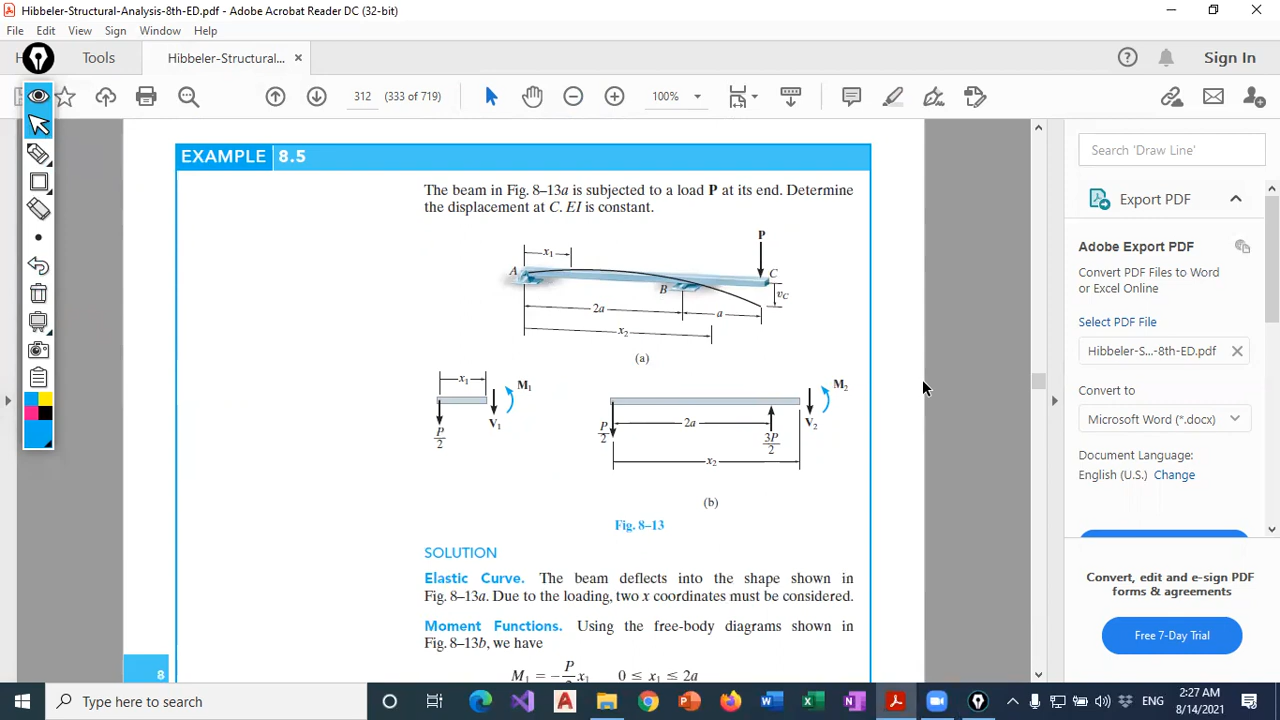 Hibbeler-Structural-Analysis-8th-ED.pdf - Adobe Acrobat Reader DC (32-bit)
File Edit View Sign Window Help
Tools Hibbeler-Structural... Sign In
312 (333 of 719) 100%
EXAMPLE 8.5
The beam in Fig. 8–13a is subjected to a load P at its end. Determine
the displacement at C. EI is constant.
P
x1
A
C
B
vC
2a
a
x2
(a)
x1
M1
P/2
V1
M2
P/2
2a
3P/2
V2
x2
(b)
Fig. 8–13
SOLUTION
Elastic Curve. The beam deflects into the shape shown in
Fig. 8–13a. Due to the loading, two x coordinates must be considered.
Moment Functions. Using the free-body diagrams shown in
Fig. 8–13b, we have
M1 = −P/2 x1 0 ≤ x1 ≤ 2a
8
Search 'Draw Line'
Export PDF
Adobe Export PDF
Convert PDF Files to Word
or Excel Online
Select PDF File
Hibbeler-S...-8th-ED.pdf
Convert to
Microsoft Word (*.docx)
Document Language:
English (U.S.) Change
Convert, edit and e-sign PDF
forms & agreements
Free 7-Day Trial
Type here to search
ENG
2:27 AM
8/14/2021